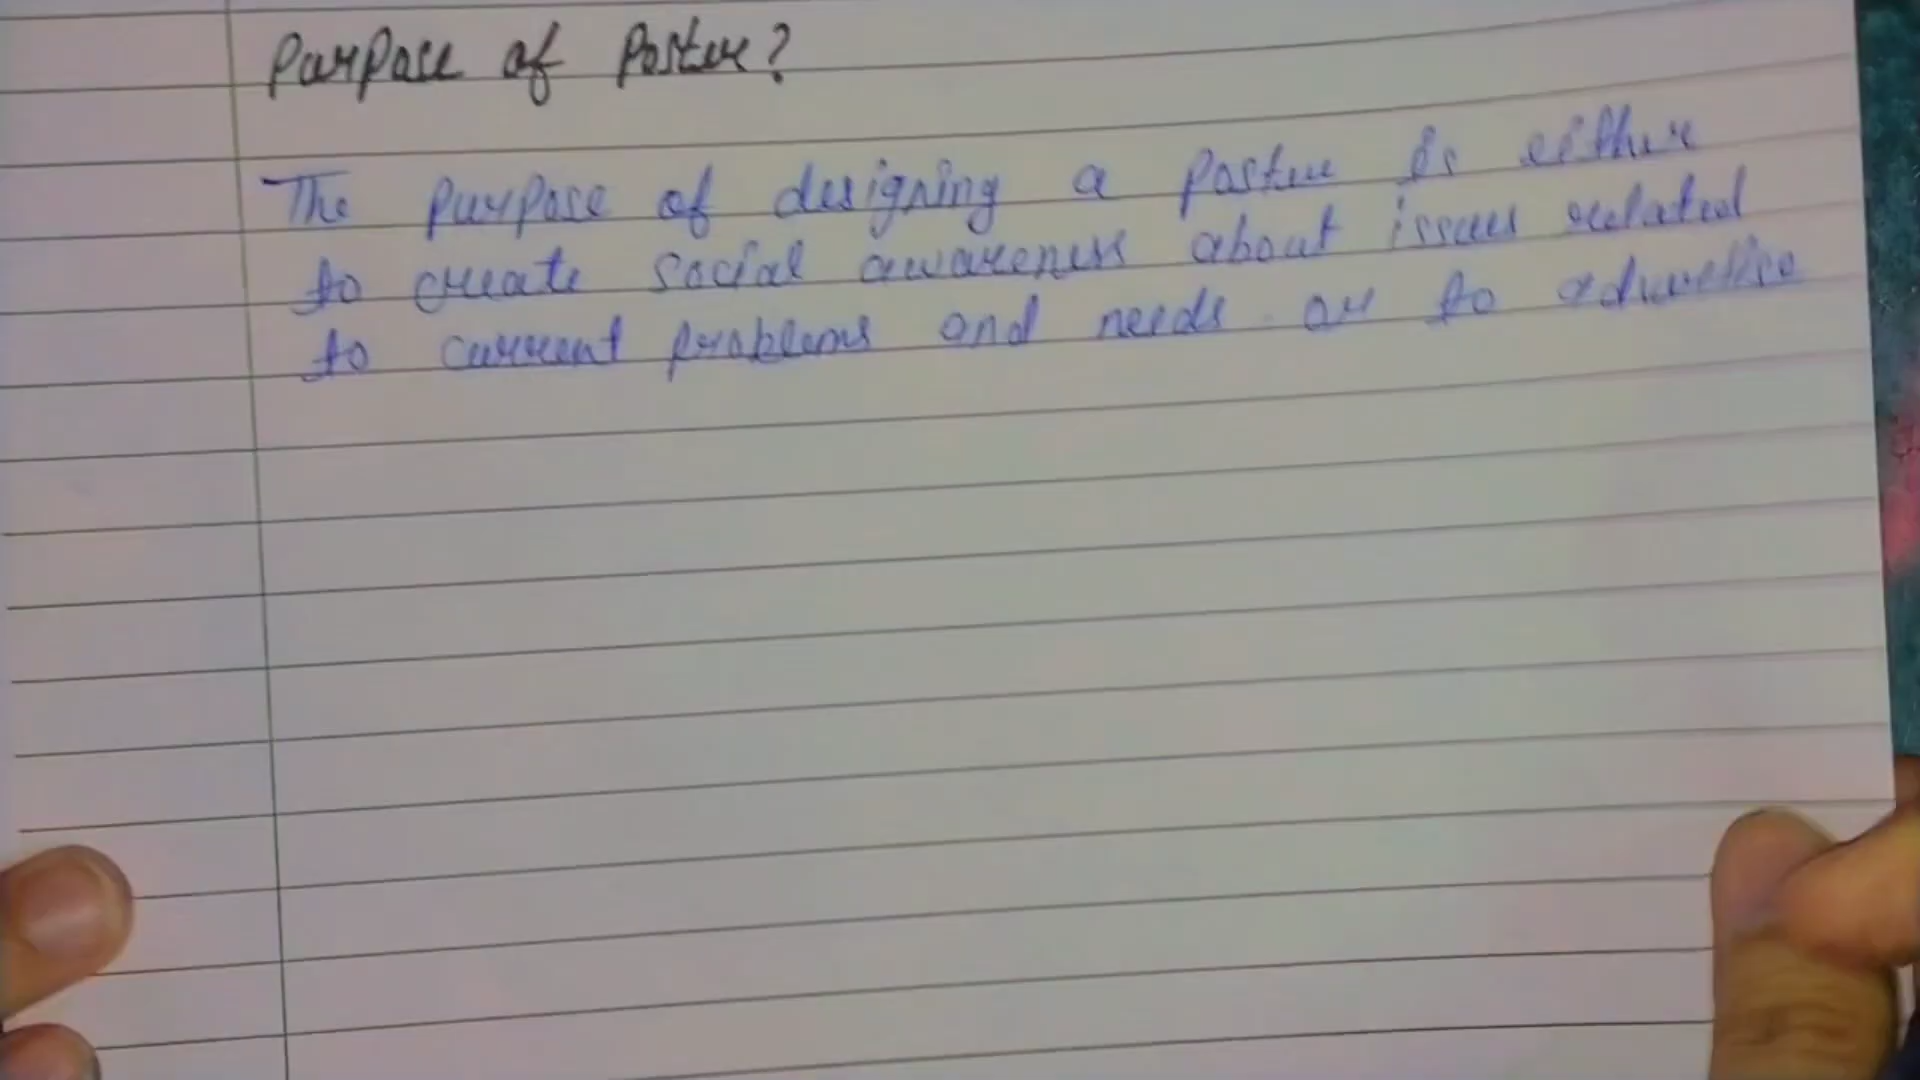 Purpose of Poster?
The purpose of designing a Poster is either
to create social awareness about issues related
to current problems and needs or to advertise